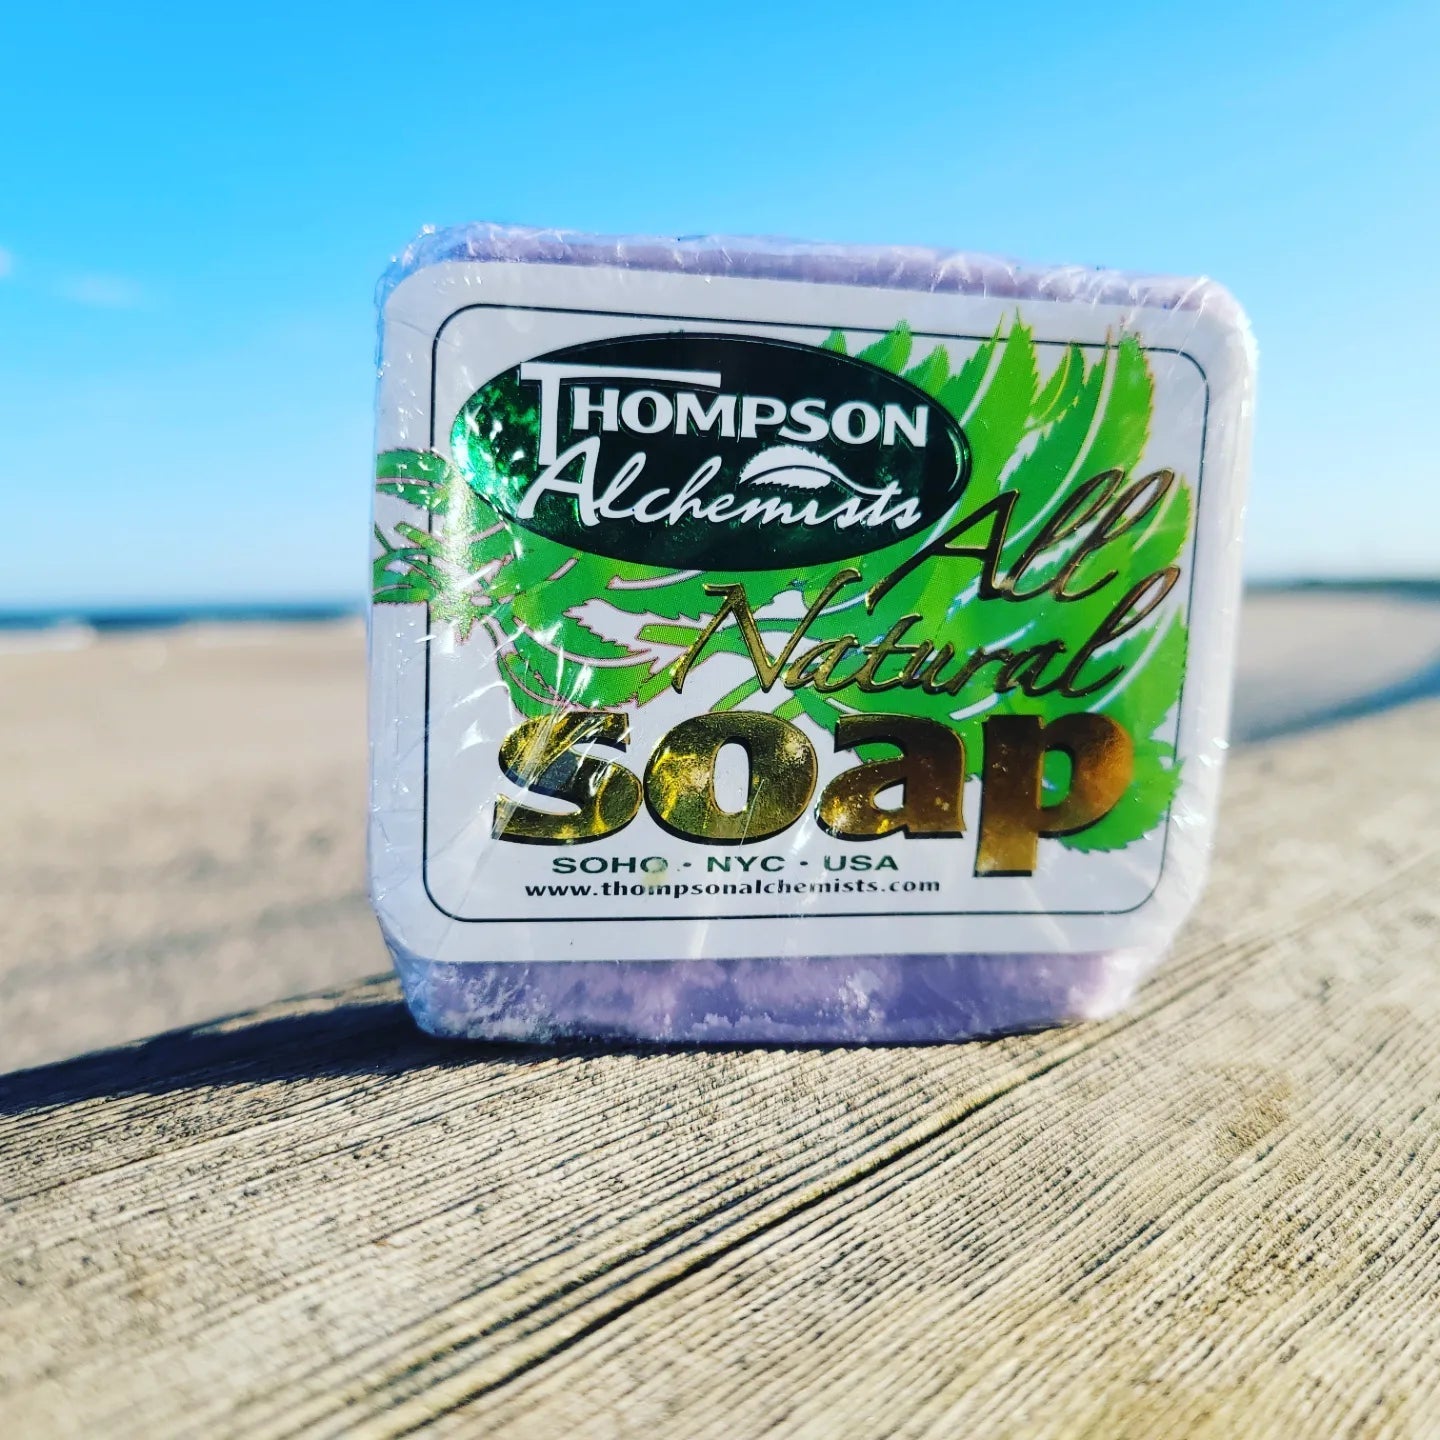 THOMPSON
Alchemists
All
Natural
soap
SOHO · NYC · USA
www.thompsonalchemists.com